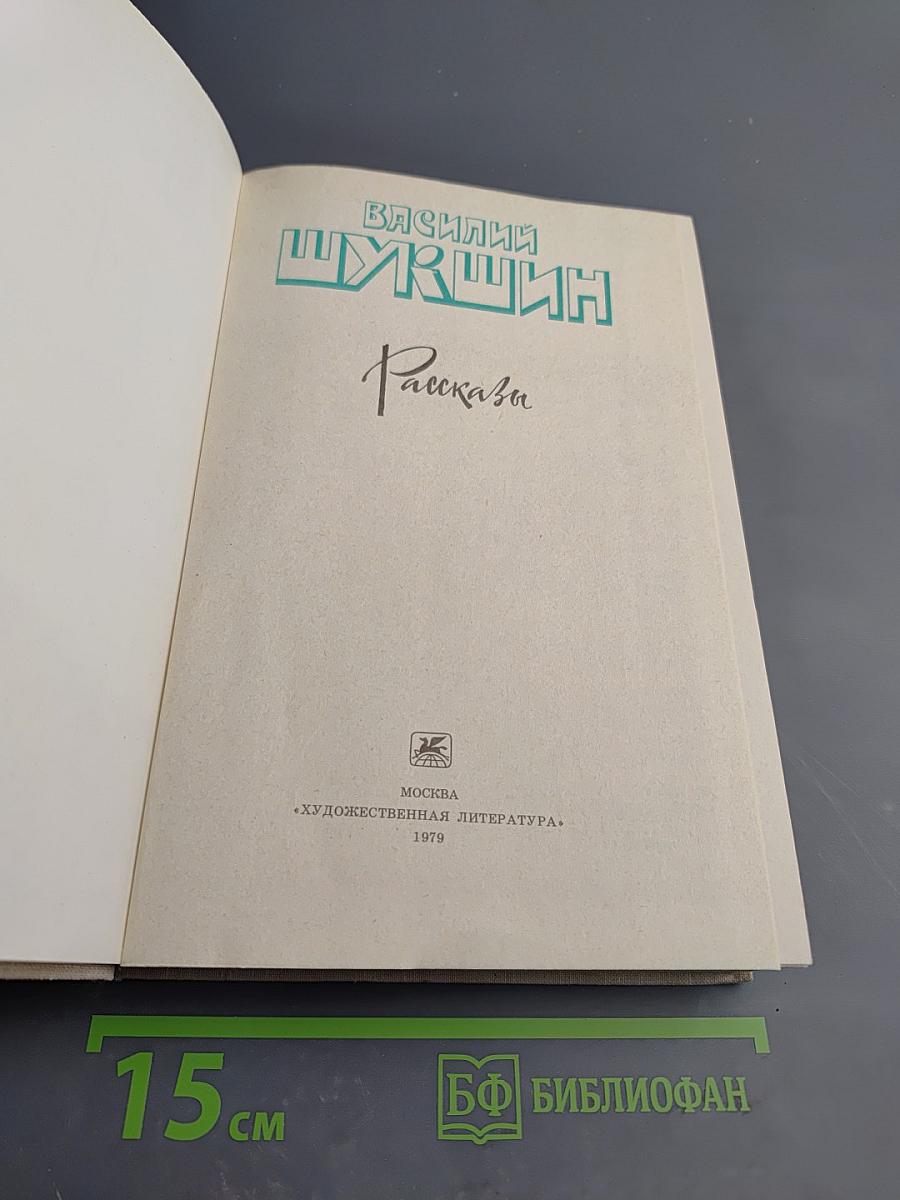 ВАСИЛИЙ
ШУКШИН
Рассказы
МОСКВА
«ХУДОЖЕСТВЕННАЯ ЛИТЕРАТУРА»
1979
15 см
БФ БИБЛИОФАН